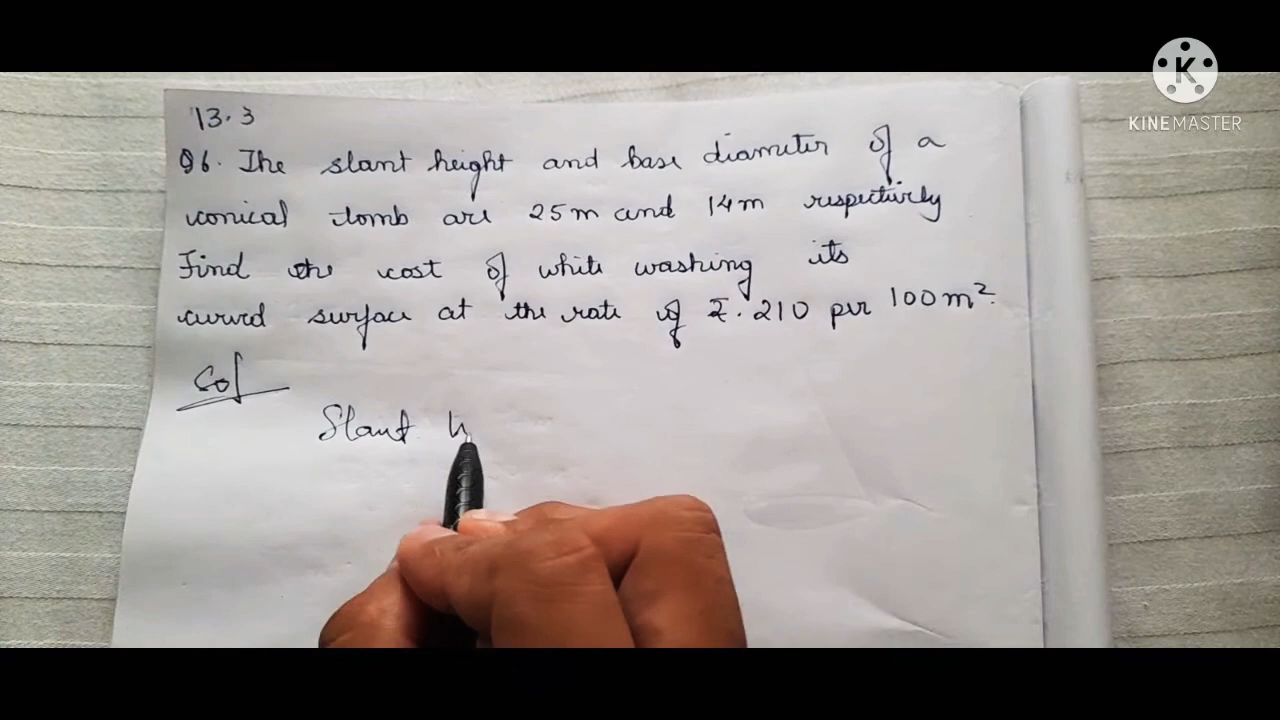 13.3
Q6. The slant height and base diameter of a
conical tomb are 25m and 14m respectively
Find the cost of white washing its
curved surface at the rate of ₹. 210 per 100m².
Sol
Slant h
K
KINEMASTER